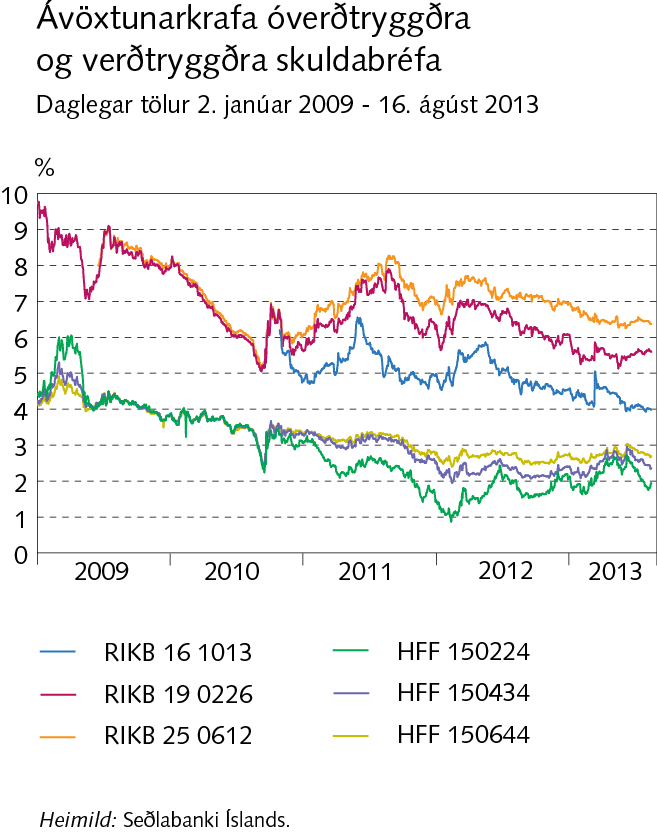 Ávöxtunarkrafa óverðtryggðra
og verðtryggðra skuldabréfa
Daglegar tölur 2. janúar 2009 - 16. ágúst 2013
%
10
9
8
7
6
5
4
3
2
1
0
2009 2010 2011 2012 2013
RIKB 16 1013
RIKB 19 0226
RIKB 25 0612
HFF 150224
HFF 150434
HFF 150644
Heimild: Seðlabanki Íslands.